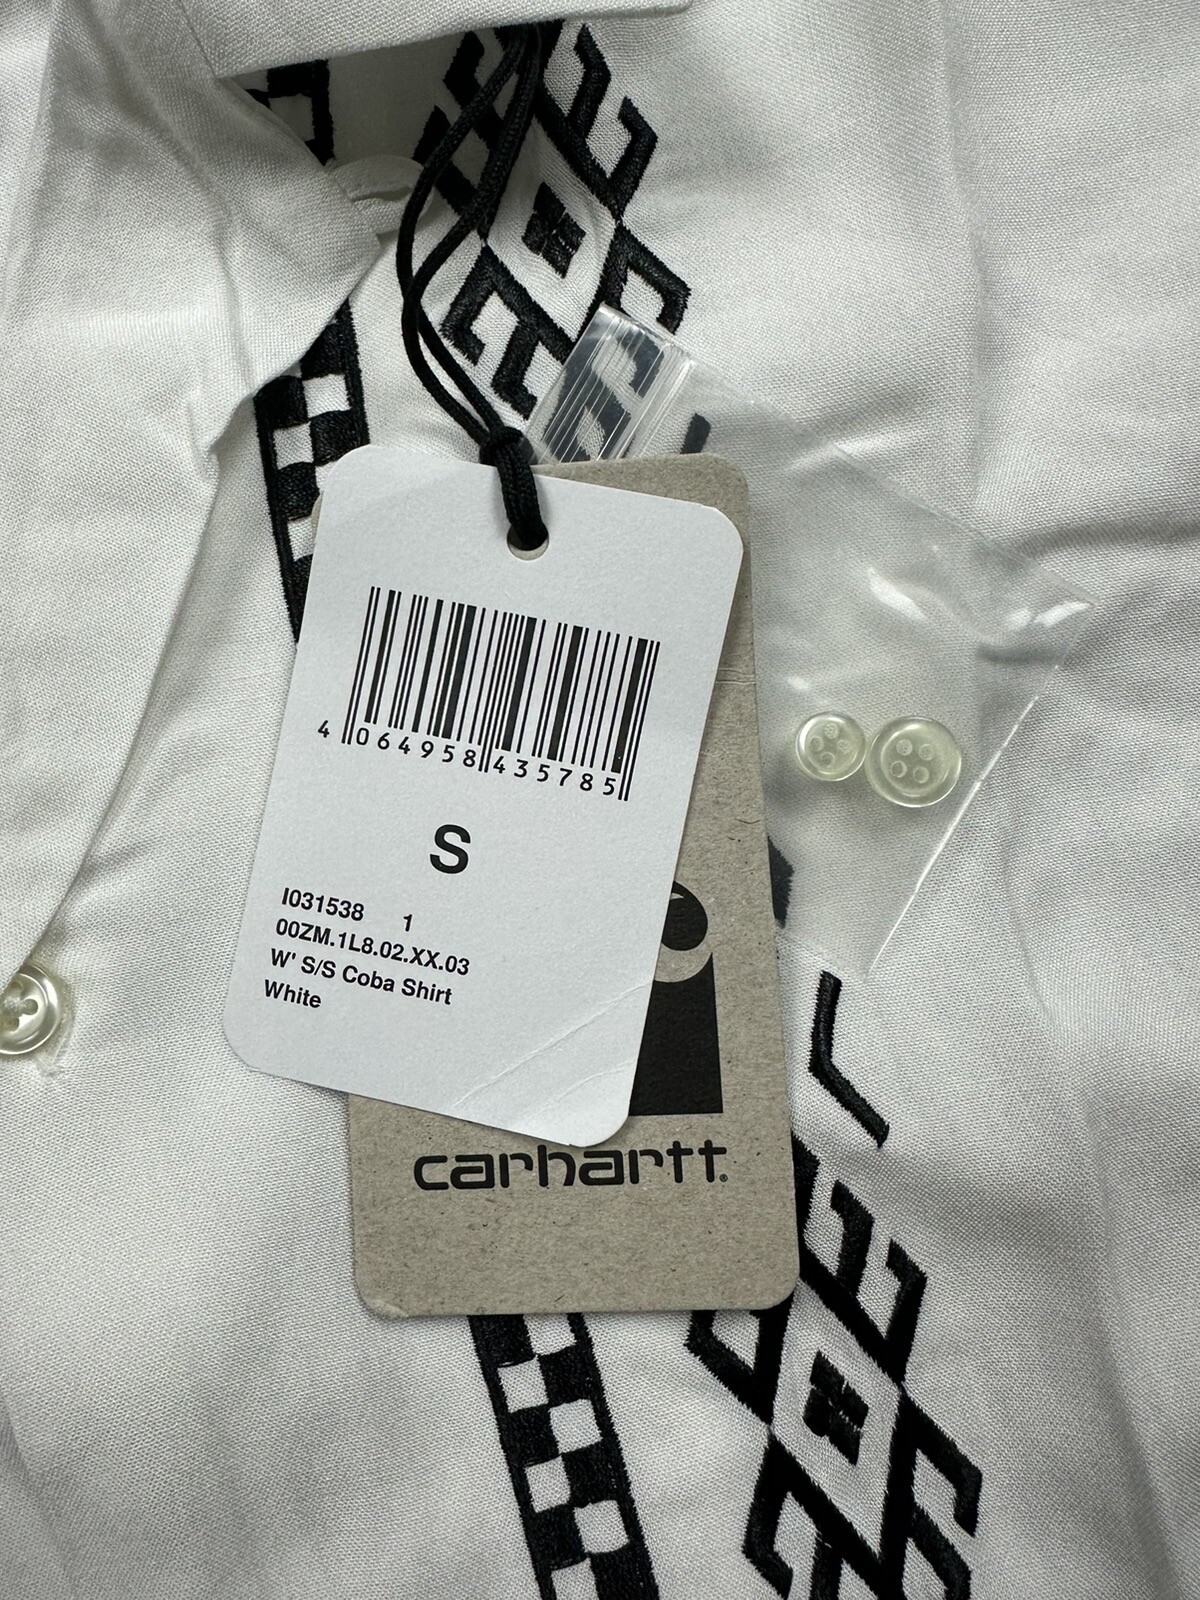 4 064958 435785
S
I031538 1
00ZM.1L8.02.XX.03
W' S/S Coba Shirt
White
carhartt.